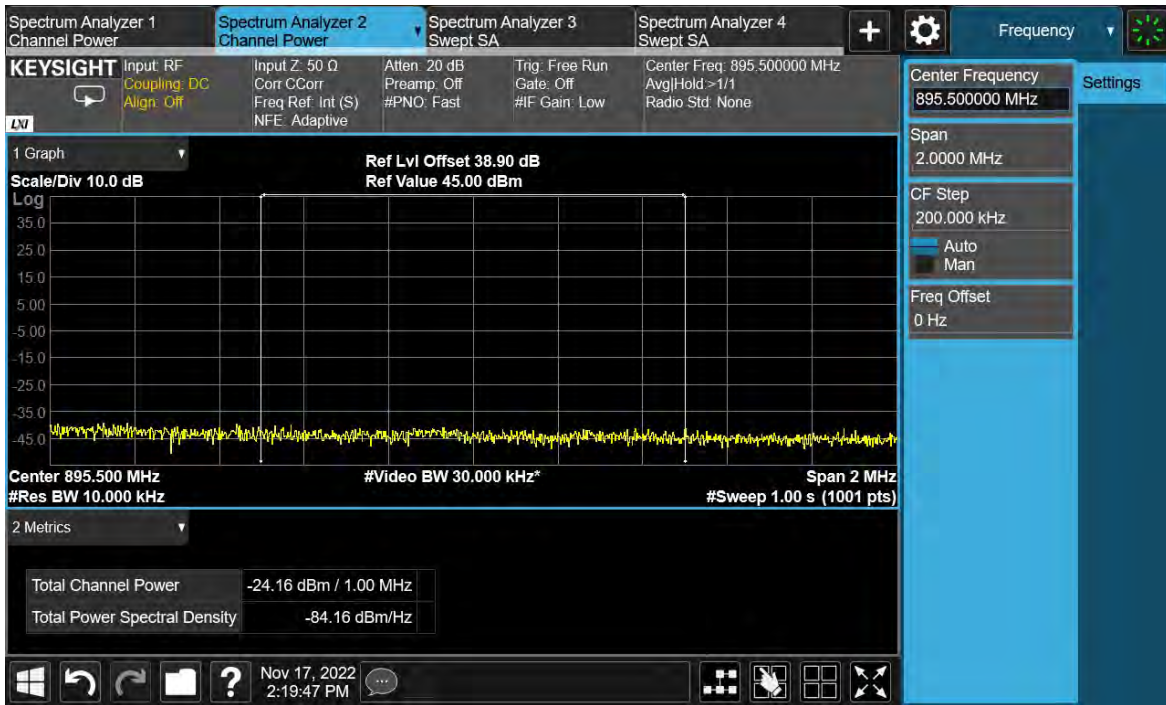 Spectrum Analyzer 1
Channel Power
Spectrum Analyzer 2
Channel Power
Spectrum Analyzer 3
Swept SA
Spectrum Analyzer 4
Swept SA
+
Frequency
KEYSIGHT
LXI
Input: RF
Coupling: DC
Align: Off
Input Z: 50 Ω
Corr CCorr
Freq Ref: Int (S)
NFE: Adaptive
Atten: 20 dB
Preamp: Off
#PNO: Fast
Trig: Free Run
Gate: Off
#IF Gain: Low
Center Freq: 895.500000 MHz
Avg|Hold:>1/1
Radio Std: None
Center Frequency
895.500000 MHz
Settings
Span
2.0000 MHz
CF Step
200.000 kHz
Auto
Man
Freq Offset
0 Hz
1 Graph
Scale/Div 10.0 dB
Ref Lvl Offset 38.90 dB
Ref Value 45.00 dBm
Log
35.0
25.0
15.0
5.00
-5.00
-15.0
-25.0
-35.0
-45.0
Center 895.500 MHz
#Video BW 30.000 kHz*
Span 2 MHz
#Res BW 10.000 kHz
#Sweep 1.00 s (1001 pts)
2 Metrics
Total Channel Power -24.16 dBm / 1.00 MHz
Total Power Spectral Density -84.16 dBm/Hz
?
Nov 17, 2022
2:19:47 PM